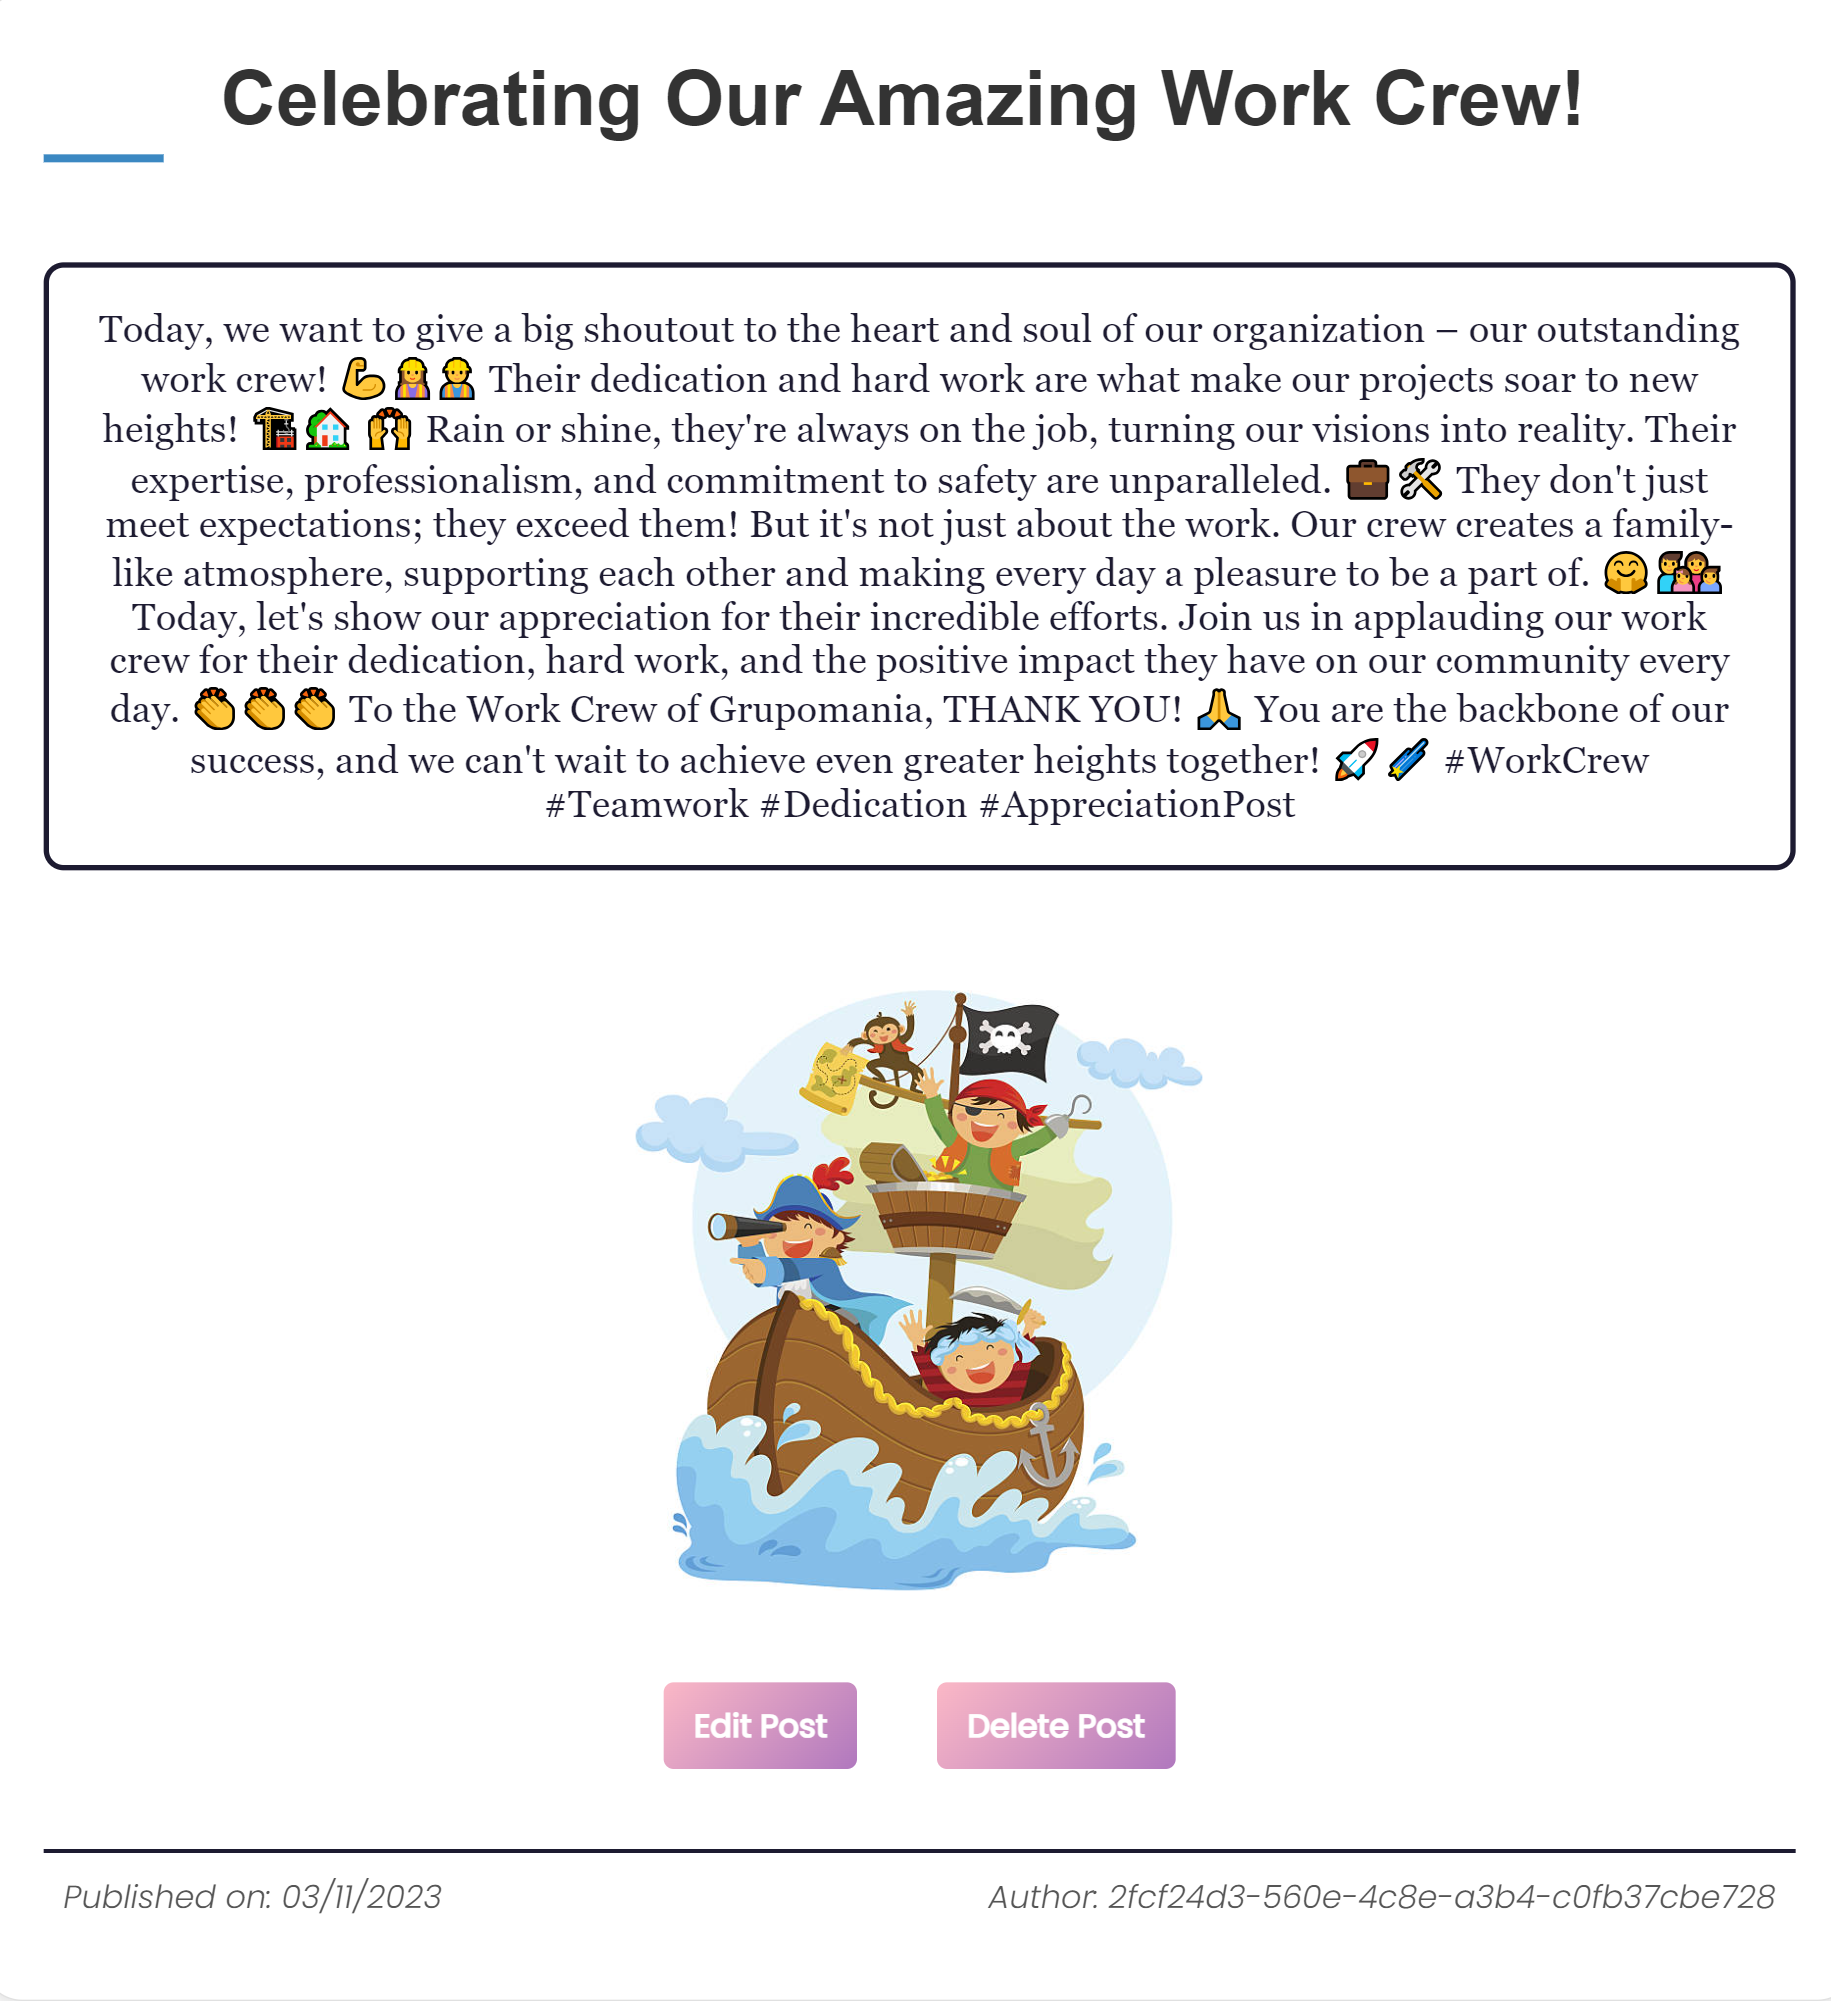 Celebrating Our Amazing Work Crew!
Today, we want to give a big shoutout to the heart and soul of our organization – our outstanding
work crew! 💪👷‍♀️👷‍♂️ Their dedication and hard work are what make our projects soar to new
heights! 🏗️🏡 🙌 Rain or shine, they're always on the job, turning our visions into reality. Their
expertise, professionalism, and commitment to safety are unparalleled. 💼🛠️ They don't just
meet expectations; they exceed them! But it's not just about the work. Our crew creates a family-
like atmosphere, supporting each other and making every day a pleasure to be a part of. 🤗👨‍👩‍👧‍👦
Today, let's show our appreciation for their incredible efforts. Join us in applauding our work
crew for their dedication, hard work, and the positive impact they have on our community every
day. 👏👏👏 To the Work Crew of Grupomania, THANK YOU! 🙏 You are the backbone of our
success, and we can't wait to achieve even greater heights together! 🚀☄️ #WorkCrew
#Teamwork #Dedication #AppreciationPost
Edit Post
Delete Post
Published on: 03/11/2023
Author: 2fcf24d3-560e-4c8e-a3b4-c0fb37cbe728